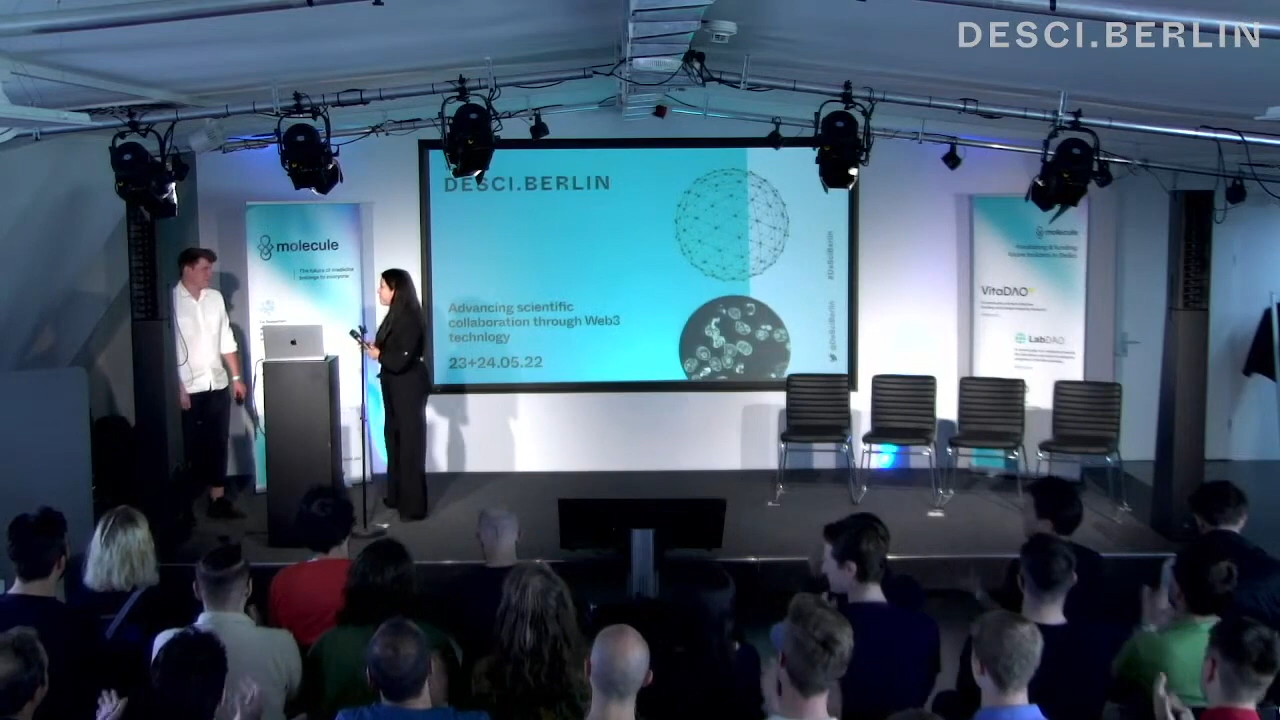 DESCI.BERLIN
DESCI.BERLIN
molecule
The future of medicine
belongs to everyone
Advancing scientific
collaboration through Web3
technlogy
23+24.05.22
#DeSciBerlin
@DeSciBerlin
molecule
VitaDAO
LabDAO